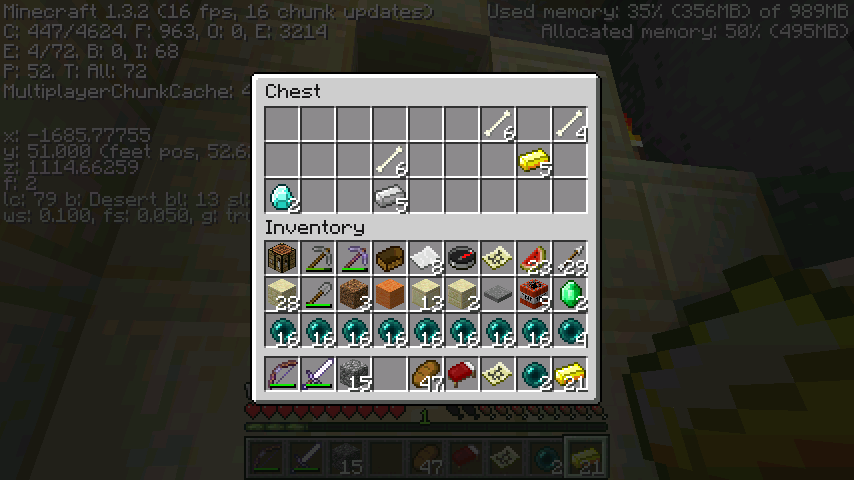 Minecraft 1.3.2 (16 fps, 16 chunk updates)
Used memory: 35% (356MB) of 989MB
C: 447/4624, F: 963, O: 0, E: 3214
Allocated memory: 50% (495MB)
E: 4/72, B: 0, I: 68
P: 52. T: All: 72
MultiplayerChunkCache: 4
x: -1685.77755
y: 51.000 (feet pos, 52.6
z: 1114.66259
f: 2
lc: 79 b: Desert bl: 13 sl:
ws: 0.100, fs: 0.050, g: tru
Chest
6 4
6 5
2 5
Inventory
8 23 29
28 3 13 2 9 2
16 16 16 16 16 16 16 16 4
15 47 2 21
1
15 47 2 21